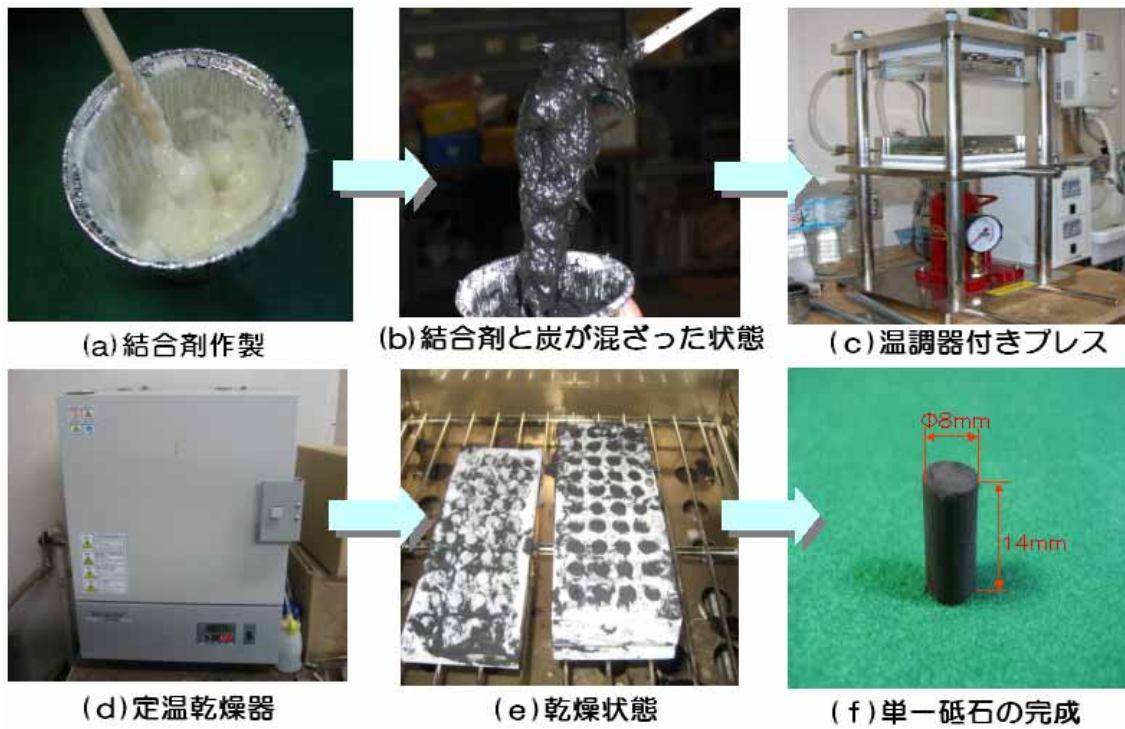 (a)結合剤作製
(b)結合剤と炭が混ざった状態
(c)温調器付きプレス
(d)定温乾燥器
(e)乾燥状態
Φ8mm
14mm
(f)単一砥石の完成